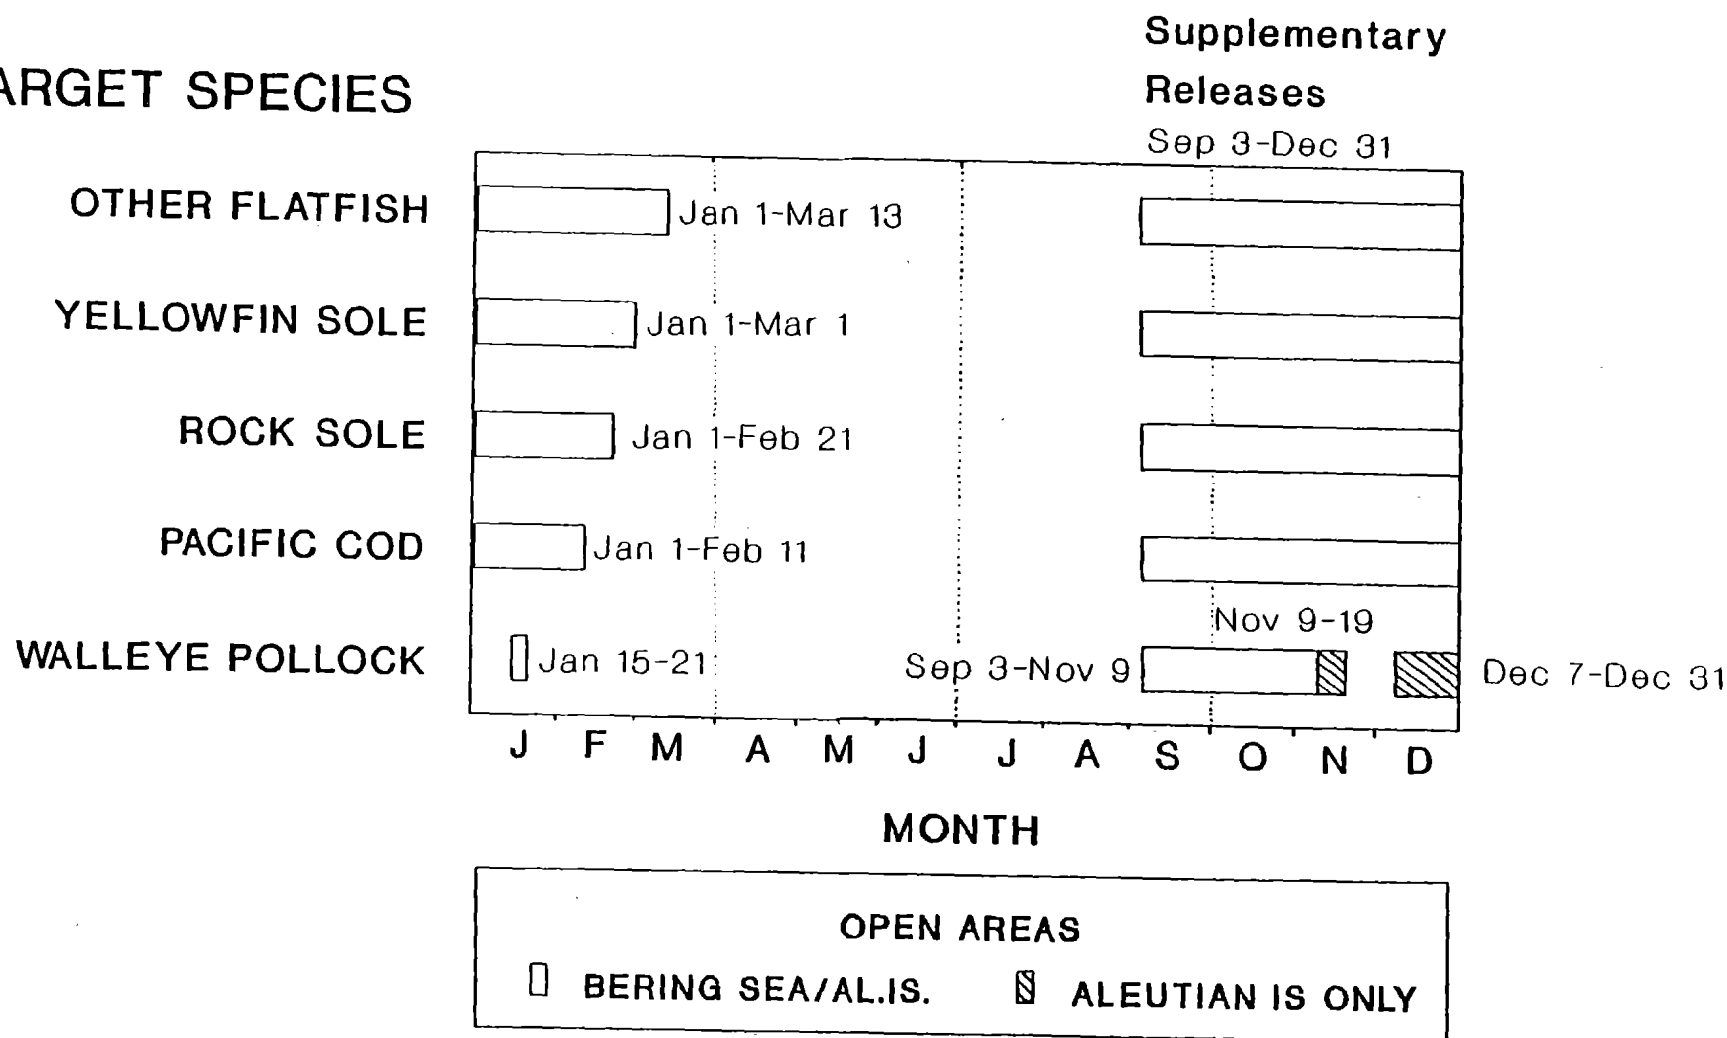 Supplementary
Releases
Sep 3-Dec 31
ARGET SPECIES
OTHER FLATFISH
Jan 1-Mar 13
YELLOWFIN SOLE
Jan 1-Mar 1
ROCK SOLE
Jan 1-Feb 21
PACIFIC COD
Jan 1-Feb 11
Nov 9-19
WALLEYE POLLOCK
Jan 15-21
Sep 3-Nov 9
Dec 7-Dec 31
J F M A M J J A S O N D
MONTH
OPEN AREAS
BERING SEA/AL.IS. ALEUTIAN IS ONLY